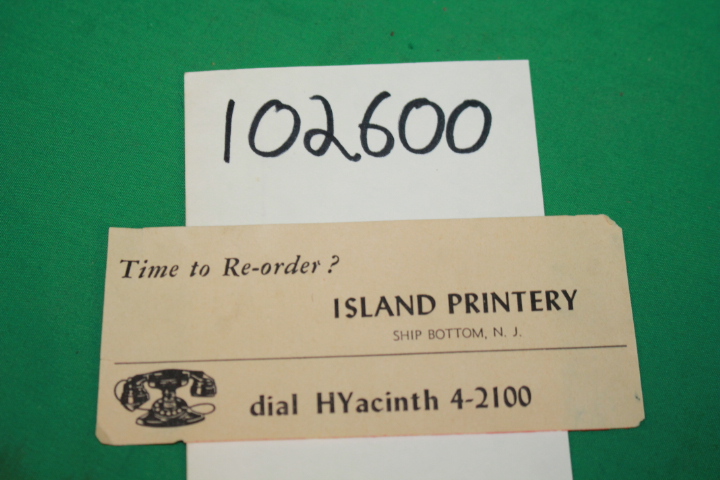 102600
Time to Re-order?
ISLAND PRINTERY
SHIP BOTTOM, N. J.
dial HYacinth 4-2100